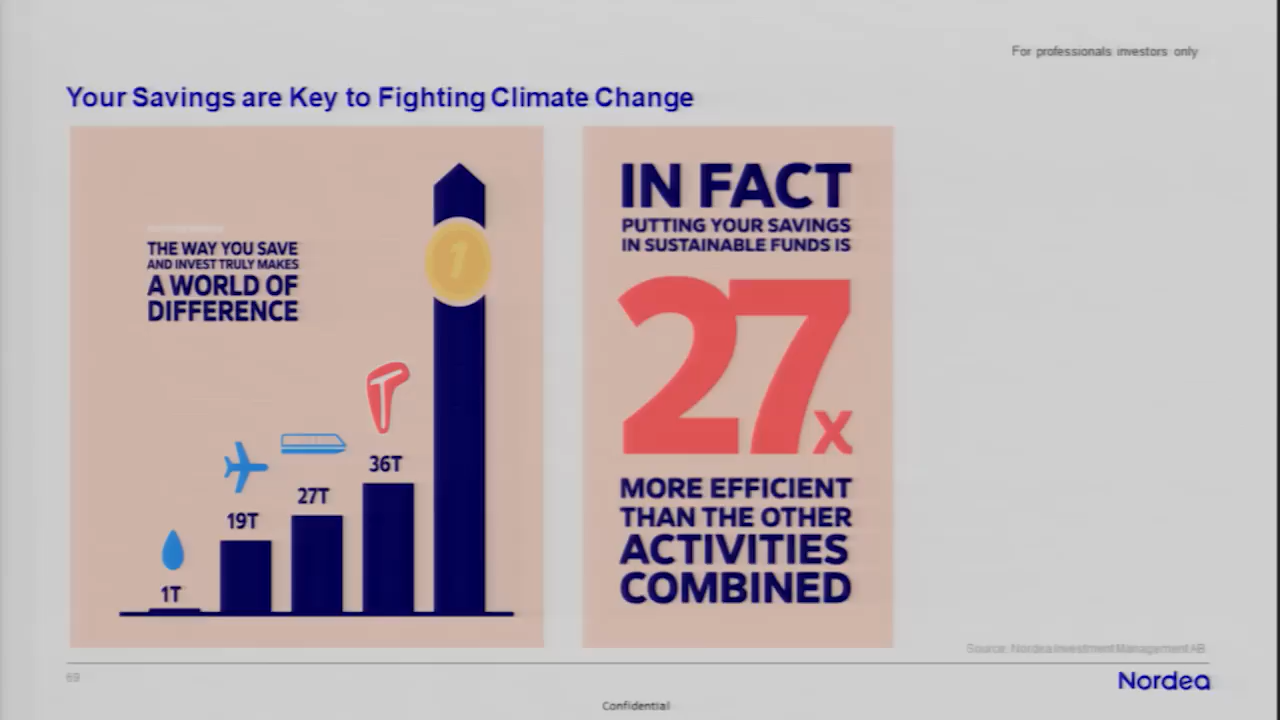 For professionals investors only
Your Savings are Key to Fighting Climate Change
THE WAY YOU SAVE
AND INVEST TRULY MAKES
A WORLD OF
DIFFERENCE
1
1T
19T
27T
36T
IN FACT
PUTTING YOUR SAVINGS
IN SUSTAINABLE FUNDS IS
27x
MORE EFFICIENT
THAN THE OTHER
ACTIVITIES
COMBINED
Source: Nordea Investment Management AB
69
Nordea
Confidential